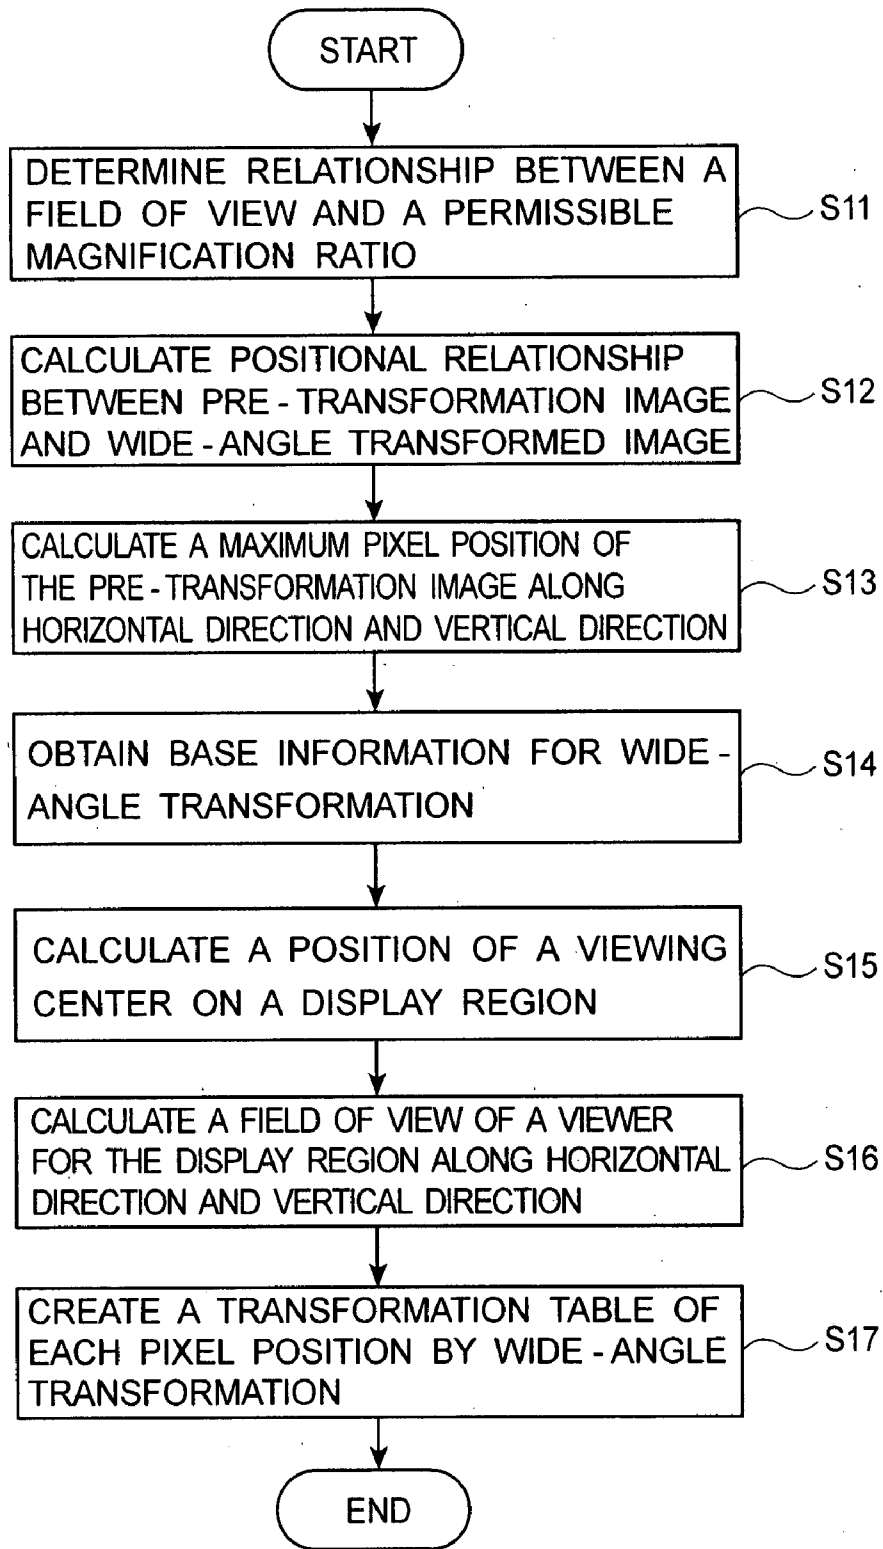 START
DETERMINE RELATIONSHIP BETWEEN A
FIELD OF VIEW AND A PERMISSIBLE
MAGNIFICATION RATIO
S11
CALCULATE POSITIONAL RELATIONSHIP
BETWEEN PRE-TRANSFORMATION IMAGE
AND WIDE-ANGLE TRANSFORMED IMAGE
S12
CALCULATE A MAXIMUM PIXEL POSITION OF
THE PRE-TRANSFORMATION IMAGE ALONG
HORIZONTAL DIRECTION AND VERTICAL DIRECTION
S13
OBTAIN BASE INFORMATION FOR WIDE-
ANGLE TRANSFORMATION
S14
CALCULATE A POSITION OF A VIEWING
CENTER ON A DISPLAY REGION
S15
CALCULATE A FIELD OF VIEW OF A VIEWER
FOR THE DISPLAY REGION ALONG HORIZONTAL
DIRECTION AND VERTICAL DIRECTION
S16
CREATE A TRANSFORMATION TABLE OF
EACH PIXEL POSITION BY WIDE-ANGLE
TRANSFORMATION
S17
END